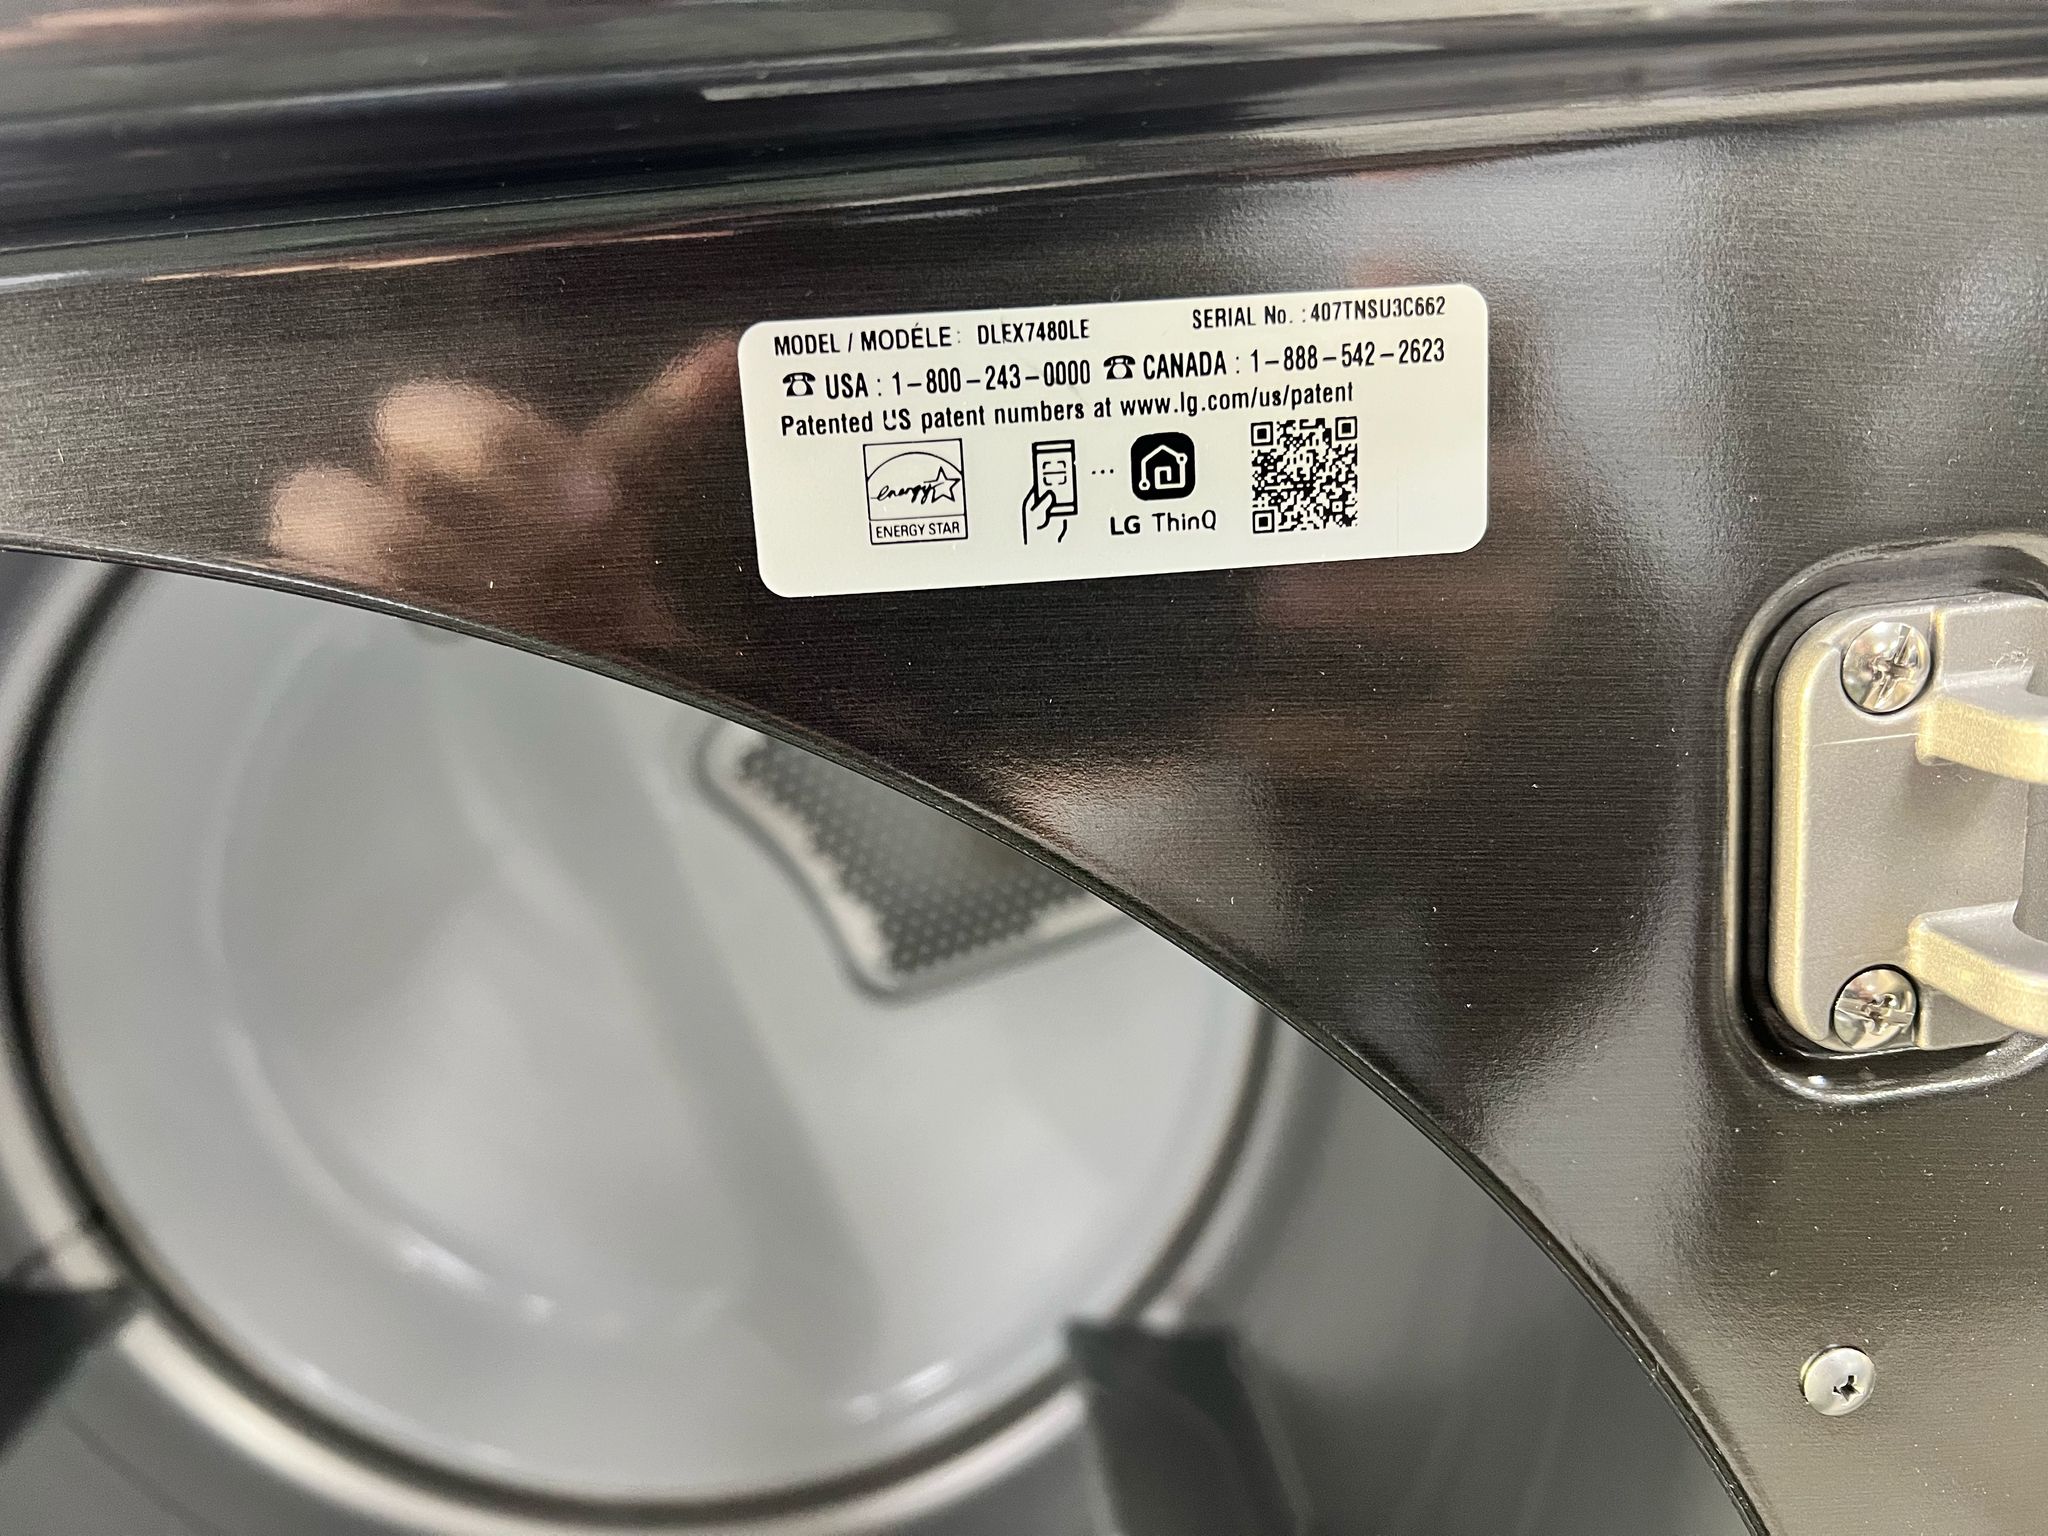 MODEL / MODÉLE: DLEX7480LE SERIAL No. : 407TNSU3C662
USA : 1-800-243-0000 CANADA : 1-888-542-2623
Patented US patent numbers at www.lg.com/us/patent
energy
ENERGY STAR
LG ThinQ